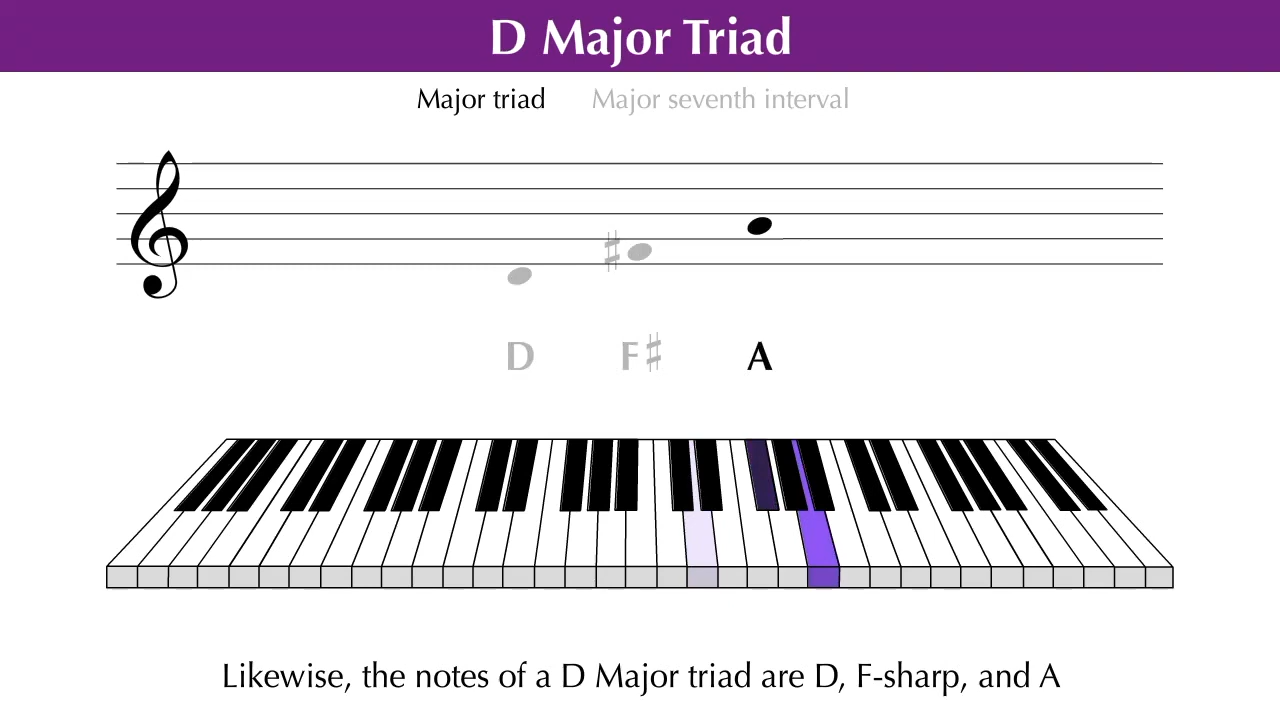 D Major Triad
Major triad Major seventh interval
D F♯ A
Likewise, the notes of a D Major triad are D, F-sharp, and A